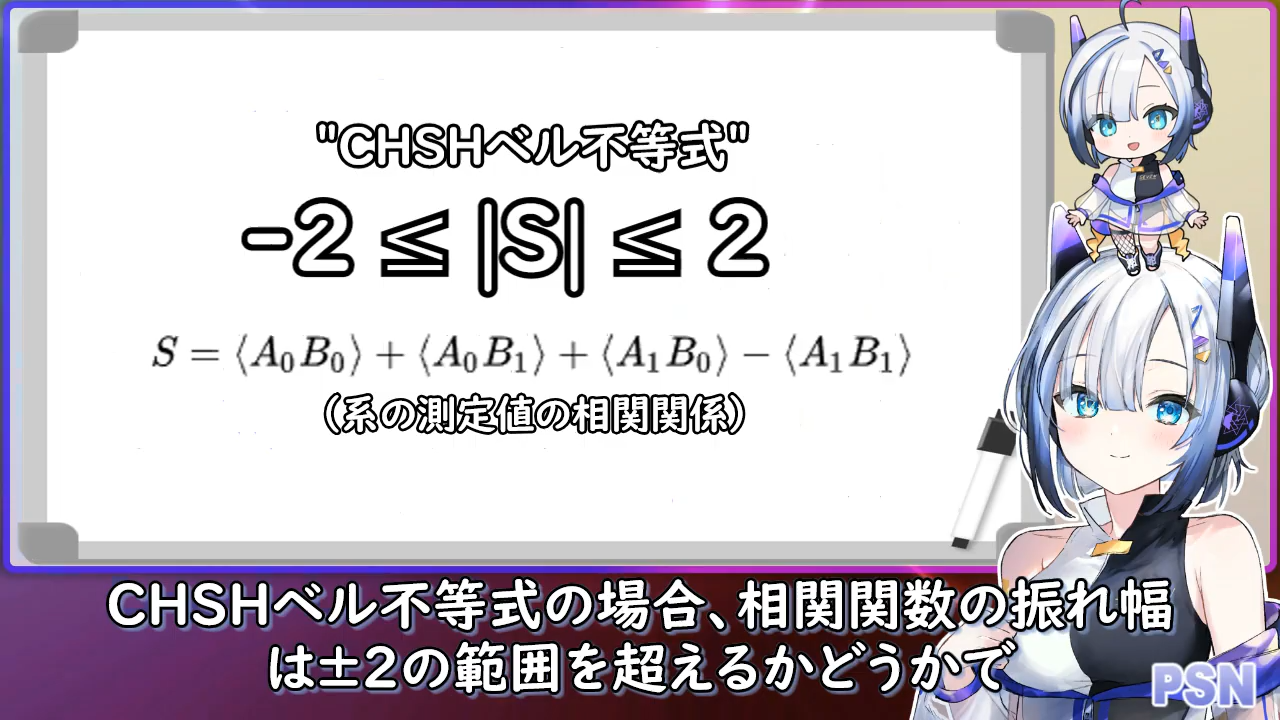 "CHSHベル不等式"
-2 ≤ |S| ≤ 2
S = ⟨A₀B₀⟩ + ⟨A₀B₁⟩ + ⟨A₁B₀⟩ − ⟨A₁B₁⟩
(系の測定値の相関関係)
CHSHベル不等式の場合、相関関数の振れ幅
は±2の範囲を超えるかどうかで
PSN